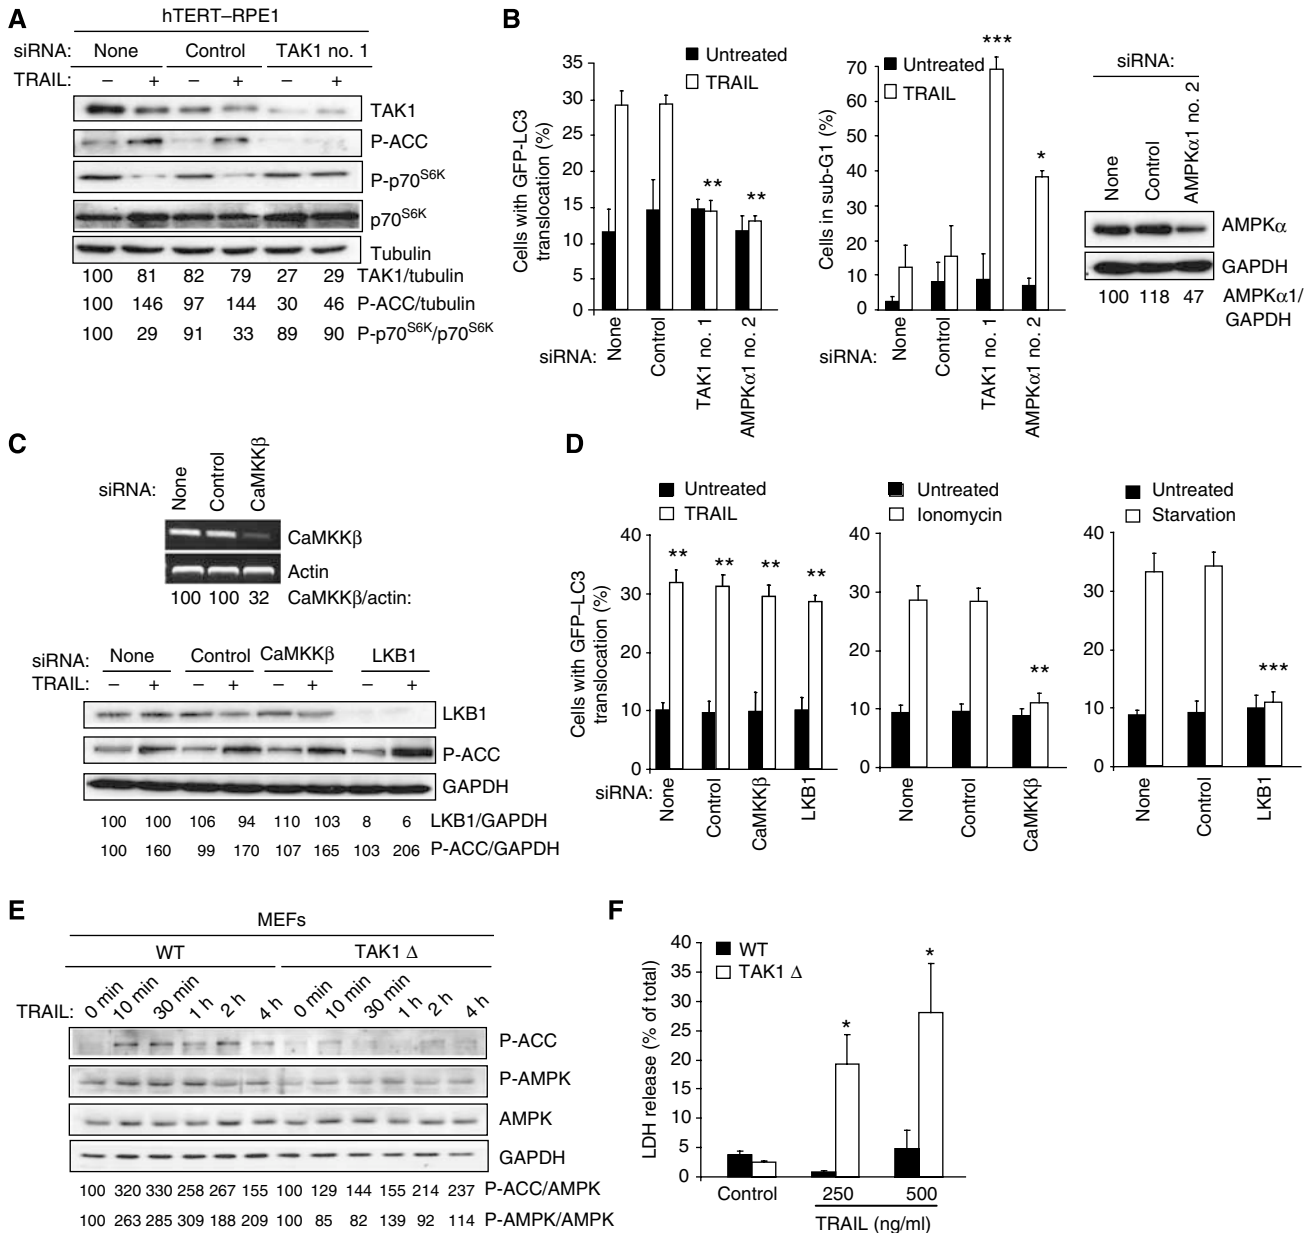 A
hTERT–RPE1
siRNA: None Control TAK1 no. 1
TRAIL: – + – + – +
TAK1
P-ACC
P-p70S6K
p70S6K
Tubulin
100 81 82 79 27 29 TAK1/tubulin
100 146 97 144 30 46 P-ACC/tubulin
100 29 91 33 89 90 P-p70S6K/p70S6K
B
Untreated
TRAIL
Cells with GFP-LC3
translocation (%)
35
30
25
20
15
10
5
0
** **
siRNA: None Control TAK1 no. 1 AMPKα1 no. 2
Untreated
TRAIL
Cells in sub-G1 (%)
70
60
50
40
30
20
10
0
***
*
siRNA: None Control TAK1 no. 1 AMPKα1 no. 2
siRNA:
None Control AMPKα1 no. 2
AMPKα
GAPDH
100 118 47 AMPKα1/
GAPDH
C
siRNA: None Control CaMKKβ
CaMKKβ
Actin
100 100 32 CaMKKβ/actin:
siRNA: None Control CaMKKβ LKB1
TRAIL: – + – + – + – +
LKB1
P-ACC
GAPDH
100 100 106 94 110 103 8 6 LKB1/GAPDH
100 160 99 170 107 165 103 206 P-ACC/GAPDH
D
Untreated
TRAIL
Cells with GFP–LC3
translocation (%)
40
30
20
10
0
** ** ** **
siRNA: None Control CaMKKβ LKB1
Untreated
Ionomycin
40
30
20
10
0
**
None Control CaMKKβ
Untreated
Starvation
40
30
20
10
0
***
None Control LKB1
E
MEFs
WT TAK1 Δ
TRAIL: 0 min 10 min 30 min 1 h 2 h 4 h 0 min 10 min 30 min 1 h 2 h 4 h
P-ACC
P-AMPK
AMPK
GAPDH
100 320 330 258 267 155 100 129 144 155 214 237 P-ACC/AMPK
100 263 285 309 188 209 100 85 82 139 92 114 P-AMPK/AMPK
F
WT
TAK1 Δ
LDH release (% of total)
40
35
30
25
20
15
10
5
0
*
*
Control 250 500
TRAIL (ng/ml)